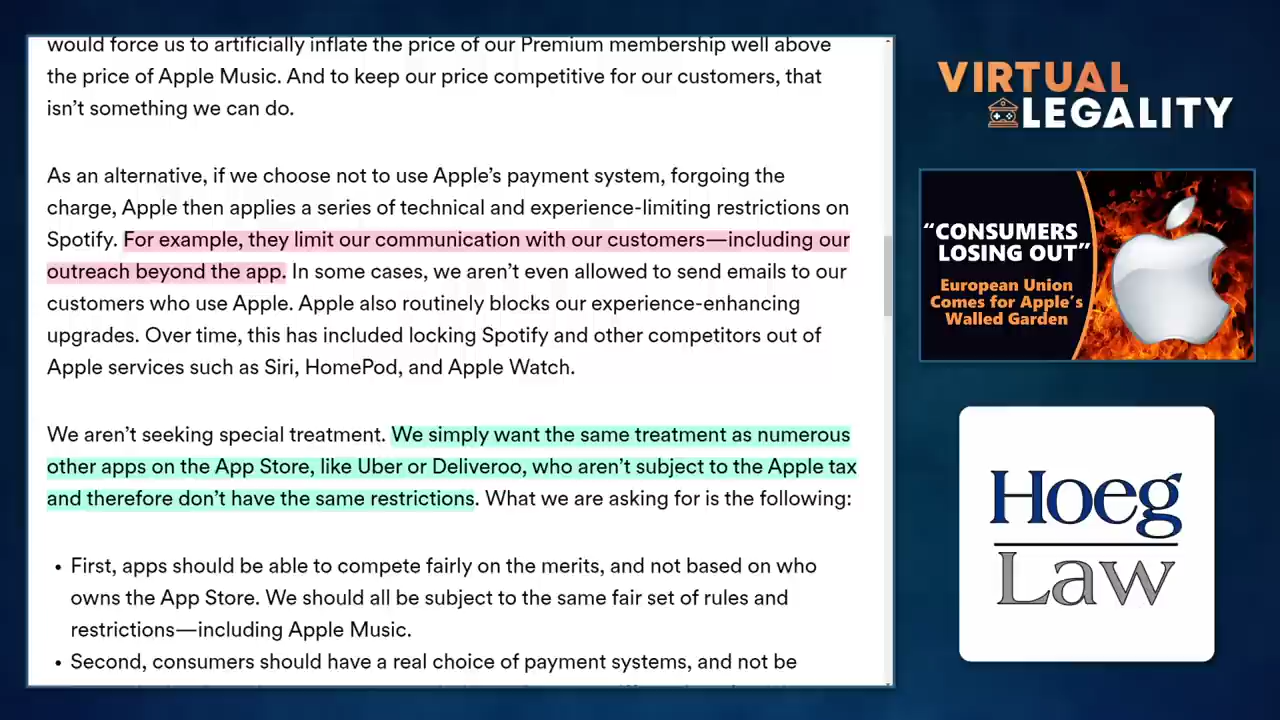 would force us to artificially inflate the price of our Premium membership well above
the price of Apple Music. And to keep our price competitive for our customers, that
isn’t something we can do.
As an alternative, if we choose not to use Apple’s payment system, forgoing the
charge, Apple then applies a series of technical and experience-limiting restrictions on
Spotify. For example, they limit our communication with our customers—including our
outreach beyond the app. In some cases, we aren’t even allowed to send emails to our
customers who use Apple. Apple also routinely blocks our experience-enhancing
upgrades. Over time, this has included locking Spotify and other competitors out of
Apple services such as Siri, HomePod, and Apple Watch.
We aren’t seeking special treatment. We simply want the same treatment as numerous
other apps on the App Store, like Uber or Deliveroo, who aren’t subject to the Apple tax
and therefore don’t have the same restrictions. What we are asking for is the following:
• First, apps should be able to compete fairly on the merits, and not based on who
owns the App Store. We should all be subject to the same fair set of rules and
restrictions—including Apple Music.
• Second, consumers should have a real choice of payment systems, and not be
VIRTUAL
LEGALITY
“CONSUMERS
LOSING OUT”
European Union
Comes for Apple’s
Walled Garden
Hoeg
Law